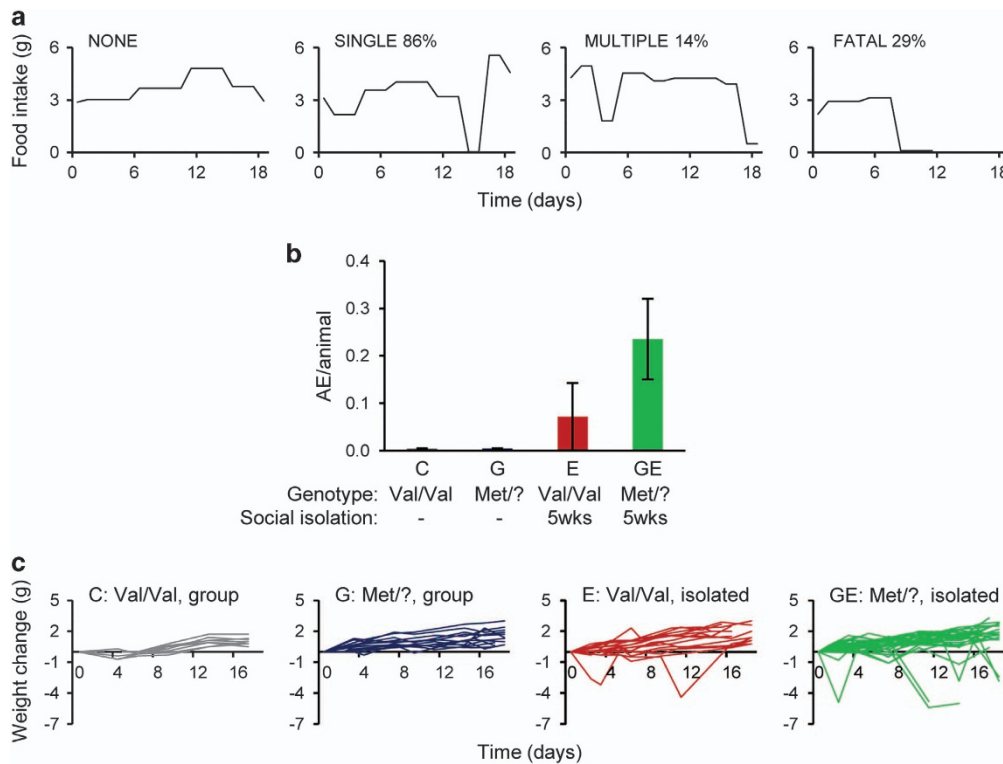 a
NONE SINGLE 86% MULTIPLE 14% FATAL 29%
Food intake (g)
6 6 6 6
3 3 3 3
0 0 0 0
0 6 12 18 0 6 12 18 0 6 12 18 0 6 12 18
Time (days)
b
AE/animal
0.4
0.3
0.2
0.1
0.0
C G E GE
Genotype: Val/Val Met/? Val/Val Met/?
Social isolation: - - 5wks 5wks
c
Weight change (g)
C: Val/Val, group G: Met/?, group E: Val/Val, isolated GE: Met/?, isolated
5 5 5 5
2 2 2 2
-1 -1 -1 -1
-4 -4 -4 -4
-7 -7 -7 -7
0 4 8 12 16 0 4 8 12 16 0 4 8 12 16 0 4 8 12 16
Time (days)